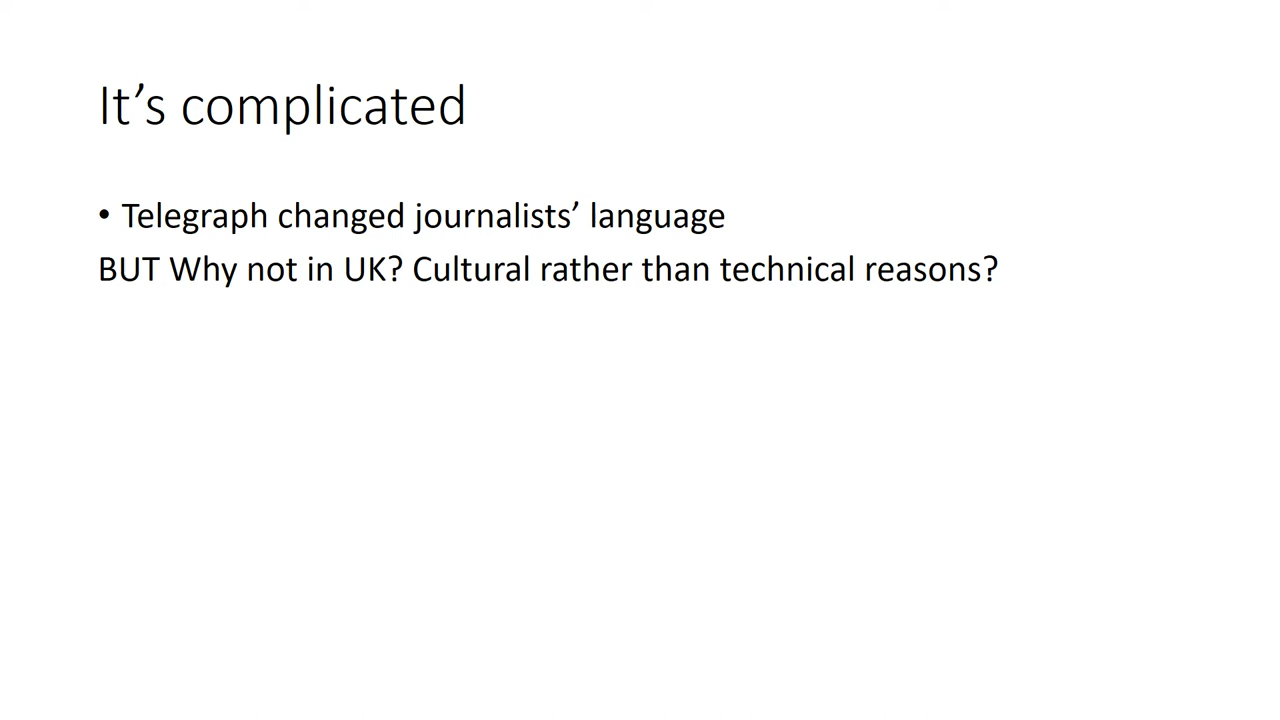 It’s complicated
• Telegraph changed journalists’ language
BUT Why not in UK? Cultural rather than technical reasons?